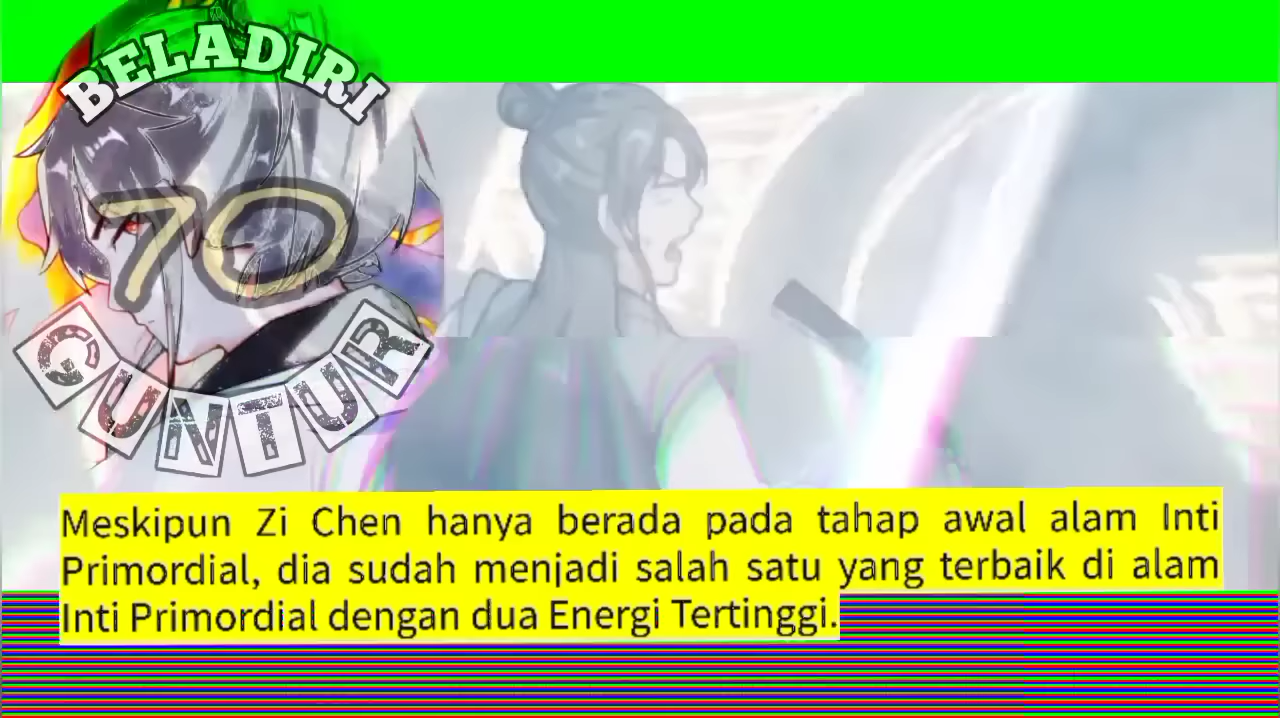 BELADIRI
70
GUNTUR
Meskipun Zi Chen hanya berada pada tahap awal alam Inti
Primordial, dia sudah menjadi salah satu yang terbaik di alam
Inti Primordial dengan dua Energi Tertinggi.